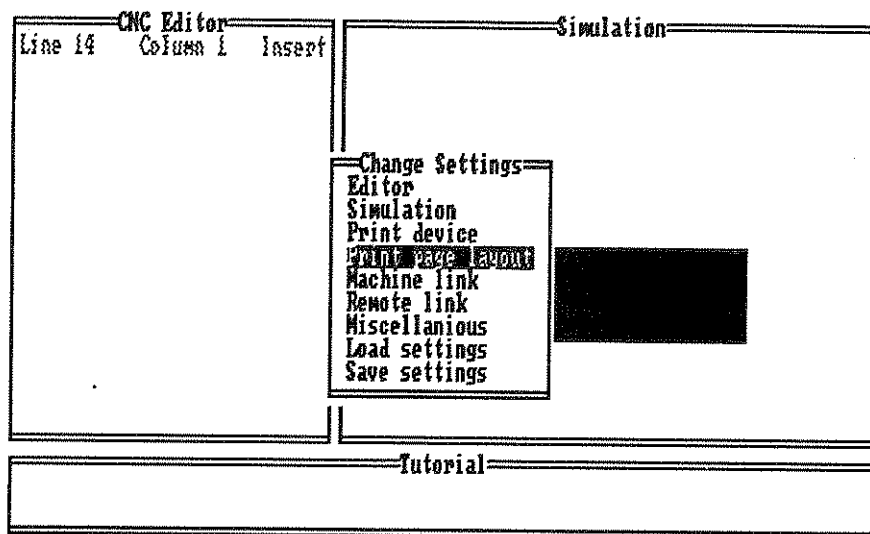 CNC Editor
Line 14 Column 1 Insert
Simulation
Change Settings
Editor
Simulation
Print device
Print page layout
Machine link
Remote link
Miscellanious
Load settings
Save settings
Tutorial